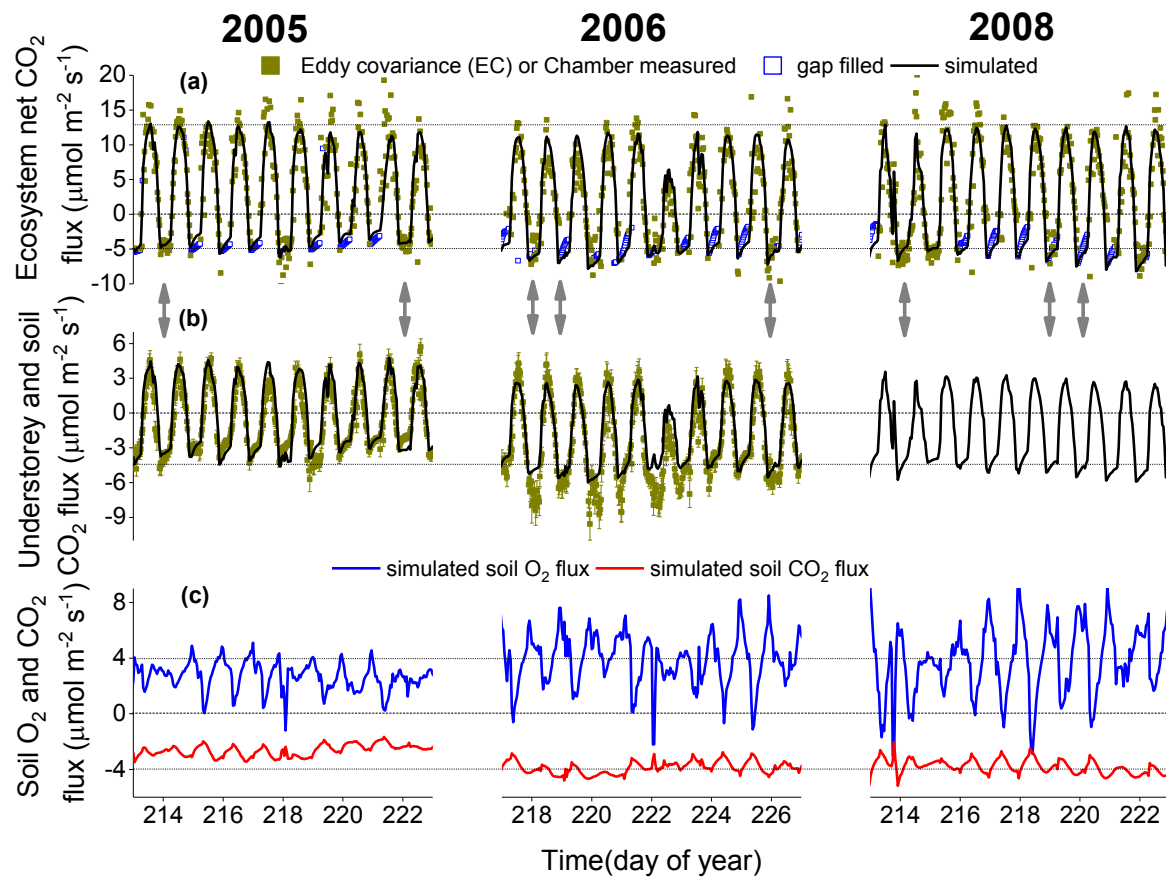 2005 2006 2008
Eddy covariance (EC) or Chamber measured gap filled simulated
(a)
Ecosystem net CO2
flux (μmol m-2 s-1)
20
15
10
5
0
-5
-10
(b)
Understorey and soil
CO2 flux (μmol m-2 s-1)
6
3
0
-3
-6
-9
simulated soil O2 flux simulated soil CO2 flux
(c)
Soil O2 and CO2
flux (μmol m-2 s-1)
8
4
0
-4
214 216 218 220 222 218 220 222 224 226 214 216 218 220 222
Time(day of year)